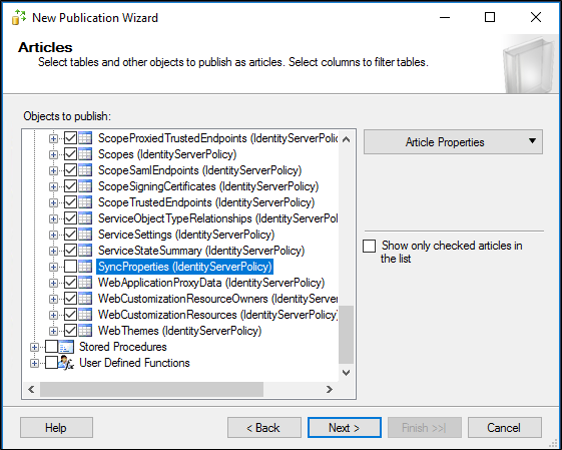 New Publication Wizard
Articles
Select tables and other objects to publish as articles. Select columns to filter tables.
Objects to publish:
ScopeProxiedTrustedEndpoints (IdentityServerPolic
Scopes (IdentityServerPolicy)
ScopeSamlEndpoints (IdentityServerPolicy)
ScopeSigningCertificates (IdentityServerPolicy)
ScopeTrustedEndpoints (IdentityServerPolicy)
ServiceObjectTypeRelationships (IdentityServerPoli
ServiceSettings (IdentityServerPolicy)
ServiceStateSummary (IdentityServerPolicy)
SyncProperties (IdentityServerPolicy)
WebApplicationProxyData (IdentityServerPolicy)
WebCustomizationResourceOwners (IdentityServer
WebCustomizationResources (IdentityServerPolicy)
WebThemes (IdentityServerPolicy)
Stored Procedures
User Defined Functions
Article Properties
Show only checked articles in
the list
Help
< Back
Next >
Finish >>|
Cancel